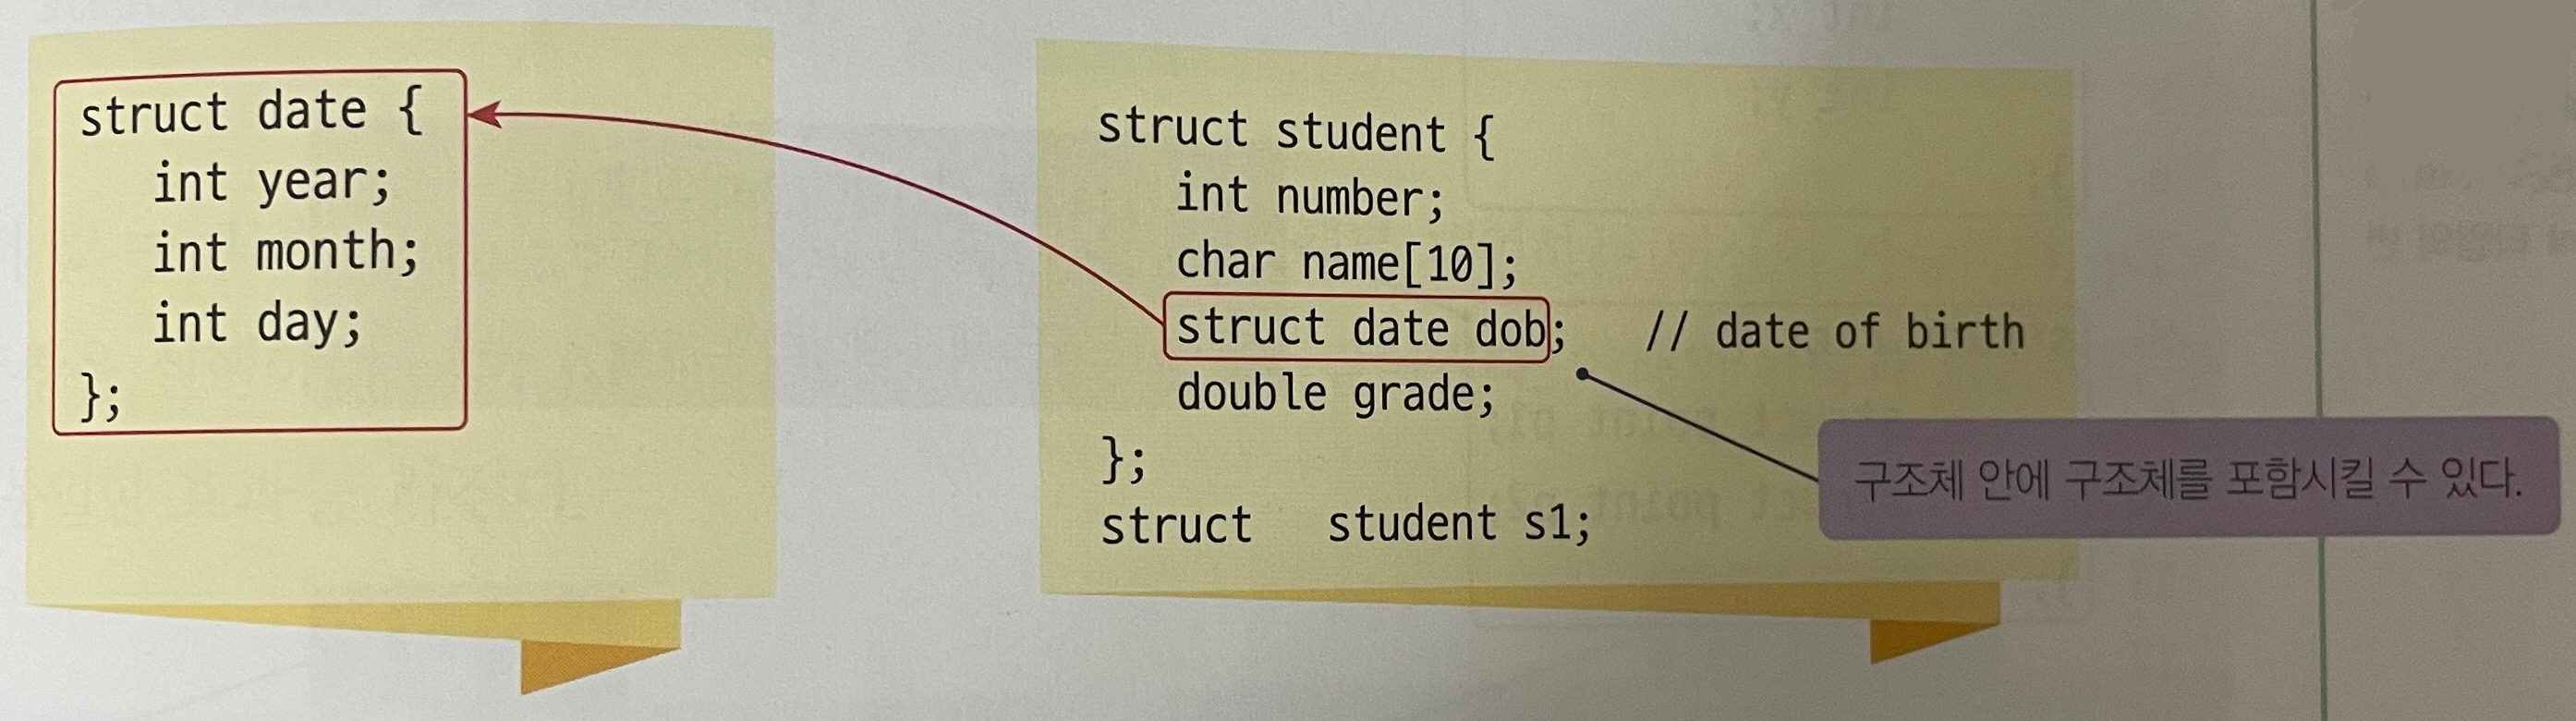 struct date {
int year;
int month;
int day;
};
struct student {
int number;
char name[10];
struct date dob; // date of birth
double grade;
};
struct student s1;
구조체 안에 구조체를 포함시킬 수 있다.